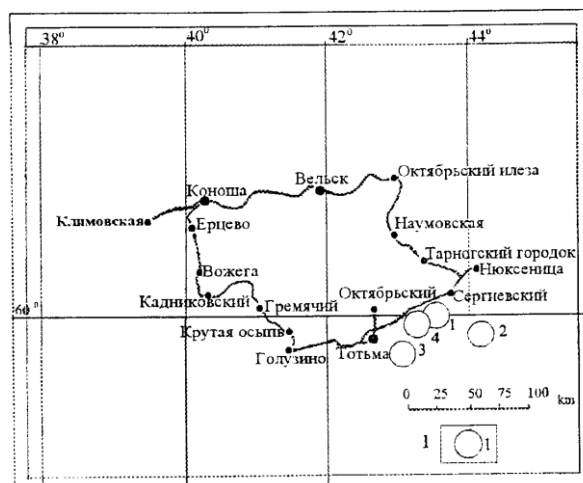 38° 40° 42° 44°
Октябрьский илеза
Вельск
Коноша
Климовская
Ерцево
Наумовская
Тарногский городок
Нюксеница
Вожега
Кадниковский
Гремячий
Октябрьский
Сергиевский
60°
Крутая осыпь
Голузино
Тотьма
1
4
2
3
0 25 50 75 100
km
1
1